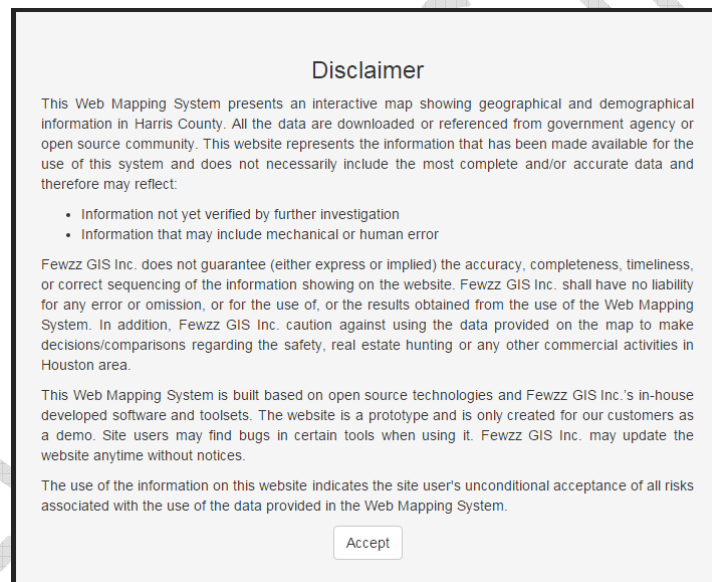 Disclaimer
This Web Mapping System presents an interactive map showing geographical and demographical
information in Harris County. All the data are downloaded or referenced from government agency or
open source community. This website represents the information that has been made available for the
use of this system and does not necessarily include the most complete and/or accurate data and
therefore may reflect:
• Information not yet verified by further investigation
• Information that may include mechanical or human error
Fewzz GIS Inc. does not guarantee (either express or implied) the accuracy, completeness, timeliness,
or correct sequencing of the information showing on the website. Fewzz GIS Inc. shall have no liability
for any error or omission, or for the use of, or the results obtained from the use of the Web Mapping
System. In addition, Fewzz GIS Inc. caution against using the data provided on the map to make
decisions/comparisons regarding the safety, real estate hunting or any other commercial activities in
Houston area.
This Web Mapping System is built based on open source technologies and Fewzz GIS Inc.'s in-house
developed software and toolsets. The website is a prototype and is only created for our customers as
a demo. Site users may find bugs in certain tools when using it. Fewzz GIS Inc. may update the
website anytime without notices.
The use of the information on this website indicates the site user's unconditional acceptance of all risks
associated with the use of the data provided in the Web Mapping System.
Accept